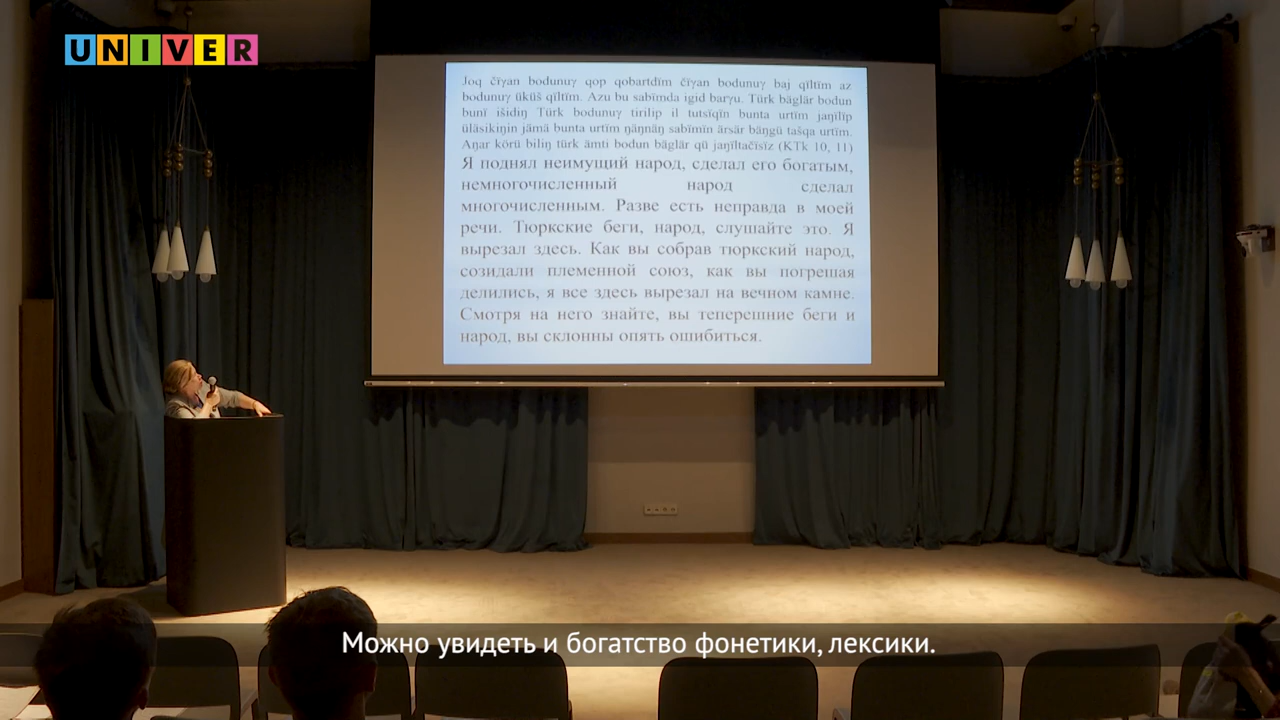 UNIVER
Joq čïγan bodunuγ qop qobartdïm čïγan bodunuγ baj qïltïm az
bodunuγ üküš qïltïm. Azu bu sabïmda igid barγu. Türk bäglär bodun
bunï išidiŋ Türk bodunuγ tirilip il tutsïqïn bunta urtïm jaŋïlïp
üläsikiŋin jämä bunta urtïm ŋäŋnäŋ sabïmïn ärsär bäŋgü tašqa urtïm.
Aŋar körü biliŋ türk ämti bodun bäglär qü jaŋïltačïsïz (KTk 10, 11)
Я поднял неимущий народ, сделал его богатым,
немногочисленный народ сделал
многочисленным. Разве есть неправда в моей
речи. Тюркские беги, народ, слушайте это. Я
вырезал здесь. Как вы собрав тюркский народ,
созидали племенной союз, как вы погрешая
делились, я все здесь вырезал на вечном камне.
Смотря на него знайте, вы теперешние беги и
народ, вы склонны опять ошибиться.
Можно увидеть и богатство фонетики, лексики.